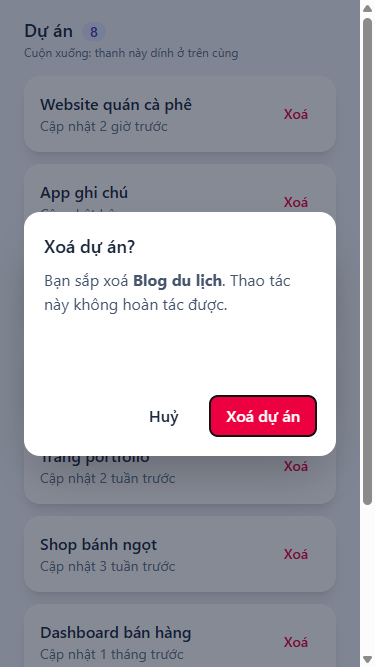 Dự án 8
Cuộn xuống: thanh này dính ở trên cùng
Website quán cà phê
Cập nhật 2 giờ trước
Xoá
App ghi chú
Xoá
Xoá dự án?
Bạn sắp xoá Blog du lịch. Thao tác
này không hoàn tác được.
Huỷ
Xoá dự án
Trang portfolio
Cập nhật 2 tuần trước
Xoá
Shop bánh ngọt
Cập nhật 3 tuần trước
Xoá
Dashboard bán hàng
Cập nhật 1 tháng trước
Xoá